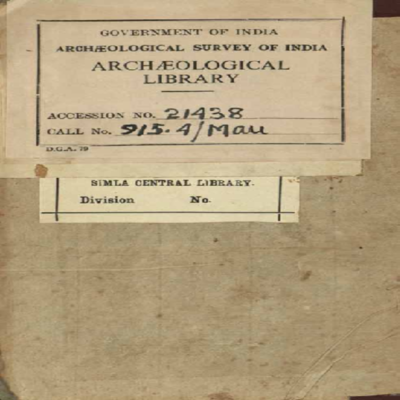 GOVERNMENT OF INDIA
ARCHÆOLOGICAL SURVEY OF INDIA
ARCHÆOLOGICAL
LIBRARY
ACCESSION NO. 21438
CALL No. 915.4/Mau
D.G.A. 79
SIMLA CENTRAL LIBRARY.
Division No.